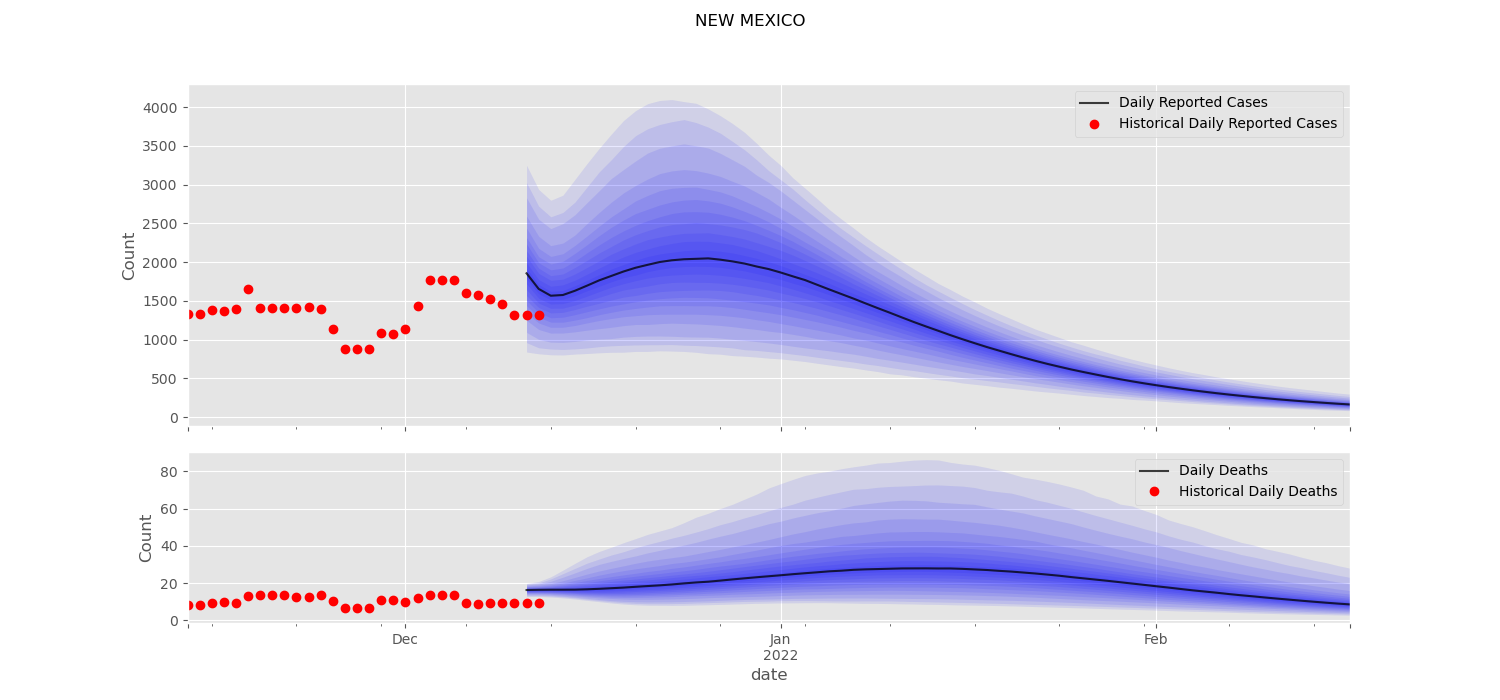 NEW MEXICO
Count
4000
3500
3000
2500
2000
1500
1000
500
0
Daily Reported Cases
Historical Daily Reported Cases
Count
80
60
40
20
0
Daily Deaths
Historical Daily Deaths
Dec
Jan
2022
Feb
date